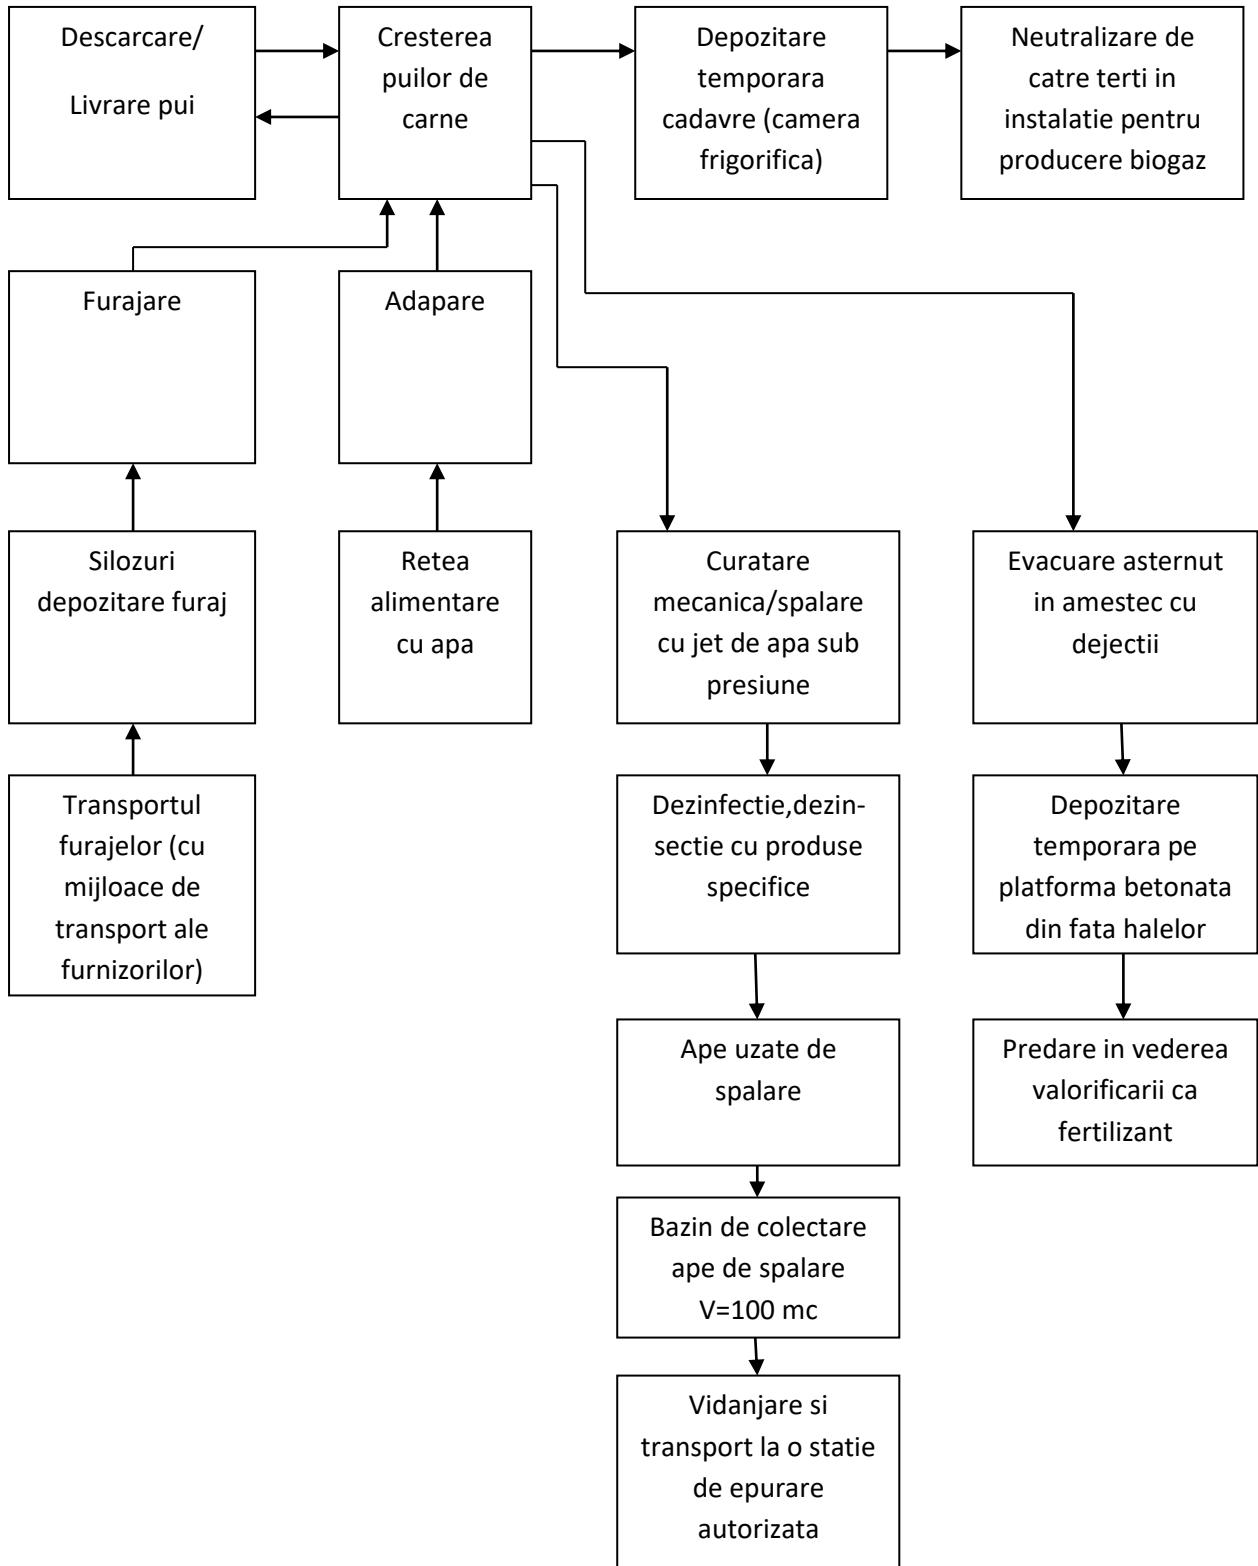 Descarcare/
Livrare pui
Cresterea
puilor de
carne
Depozitare
temporara
cadavre (camera
frigorifica)
Neutralizare de
catre terti in
instalatie pentru
producere biogaz
Furajare
Adapare
Silozuri
depozitare furaj
Retea
alimentare
cu apa
Curatare
mecanica/spalare
cu jet de apa sub
presiune
Evacuare asternut
in amestec cu
dejectii
Transportul
furajelor (cu
mijloace de
transport ale
furnizorilor)
Dezinfectie,dezin-
sectie cu produse
specifice
Depozitare
temporara pe
platforma betonata
din fata halelor
Ape uzate de
spalare
Predare in vederea
valorificarii ca
fertilizant
Bazin de colectare
ape de spalare
V=100 mc
Vidanjare si
transport la o statie
de epurare
autorizata